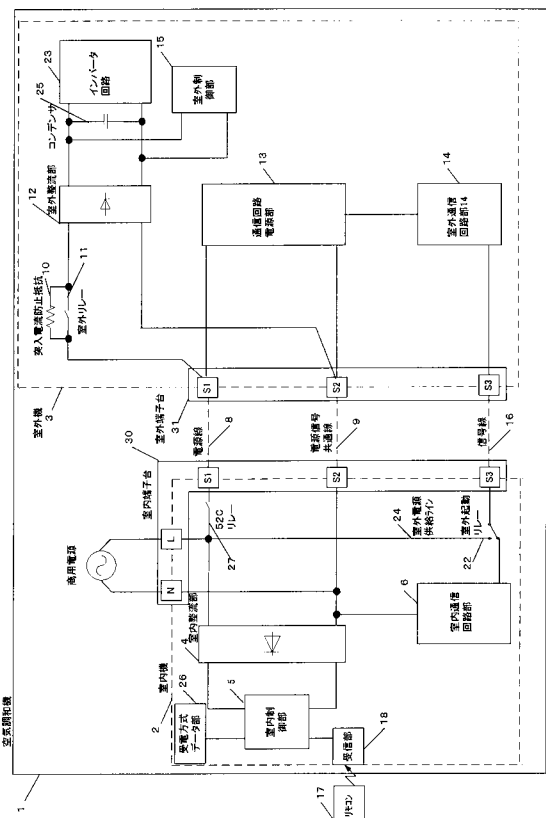 空気調和機
1
2
室内機
商用電源
室内端子台
30
N
L
4
室内整流部
26
受電方式
データ部
5
室内制
御部
受信部
18
17
リモコン
52C
リレー
27
24
室外電源
供給ライン
室外起動
リレー
22
6
室内通信
回路部
S1
S2
S3
電源線
8
電源信号
共通線
9
信号線
16
室外機
3
室外端子台
31
S1
S2
S3
突入電流防止抵抗
10
11
室外リレー
12
室外整流部
コンデンサ
25
23
インバータ
回路
15
室外制
御部
13
通信回路
電源部
14
室外通信
回路部14